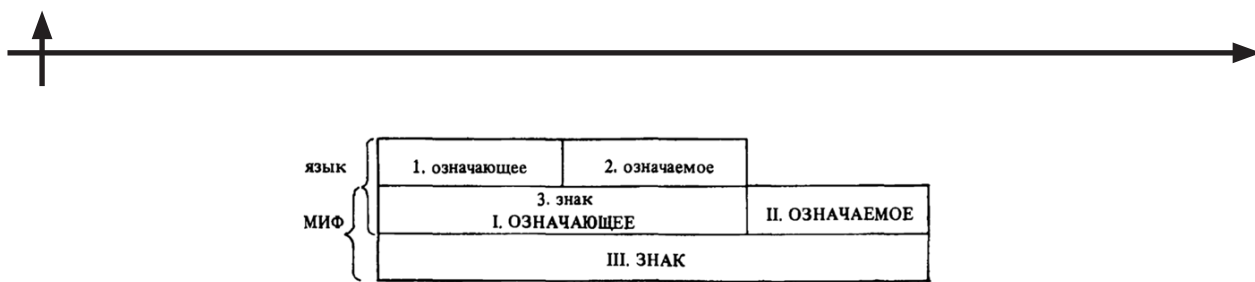 язык
1. означающее
2. означаемое
3. знак
МИФ
I. ОЗНАЧАЮЩЕЕ
II. ОЗНАЧАЕМОЕ
III. ЗНАК